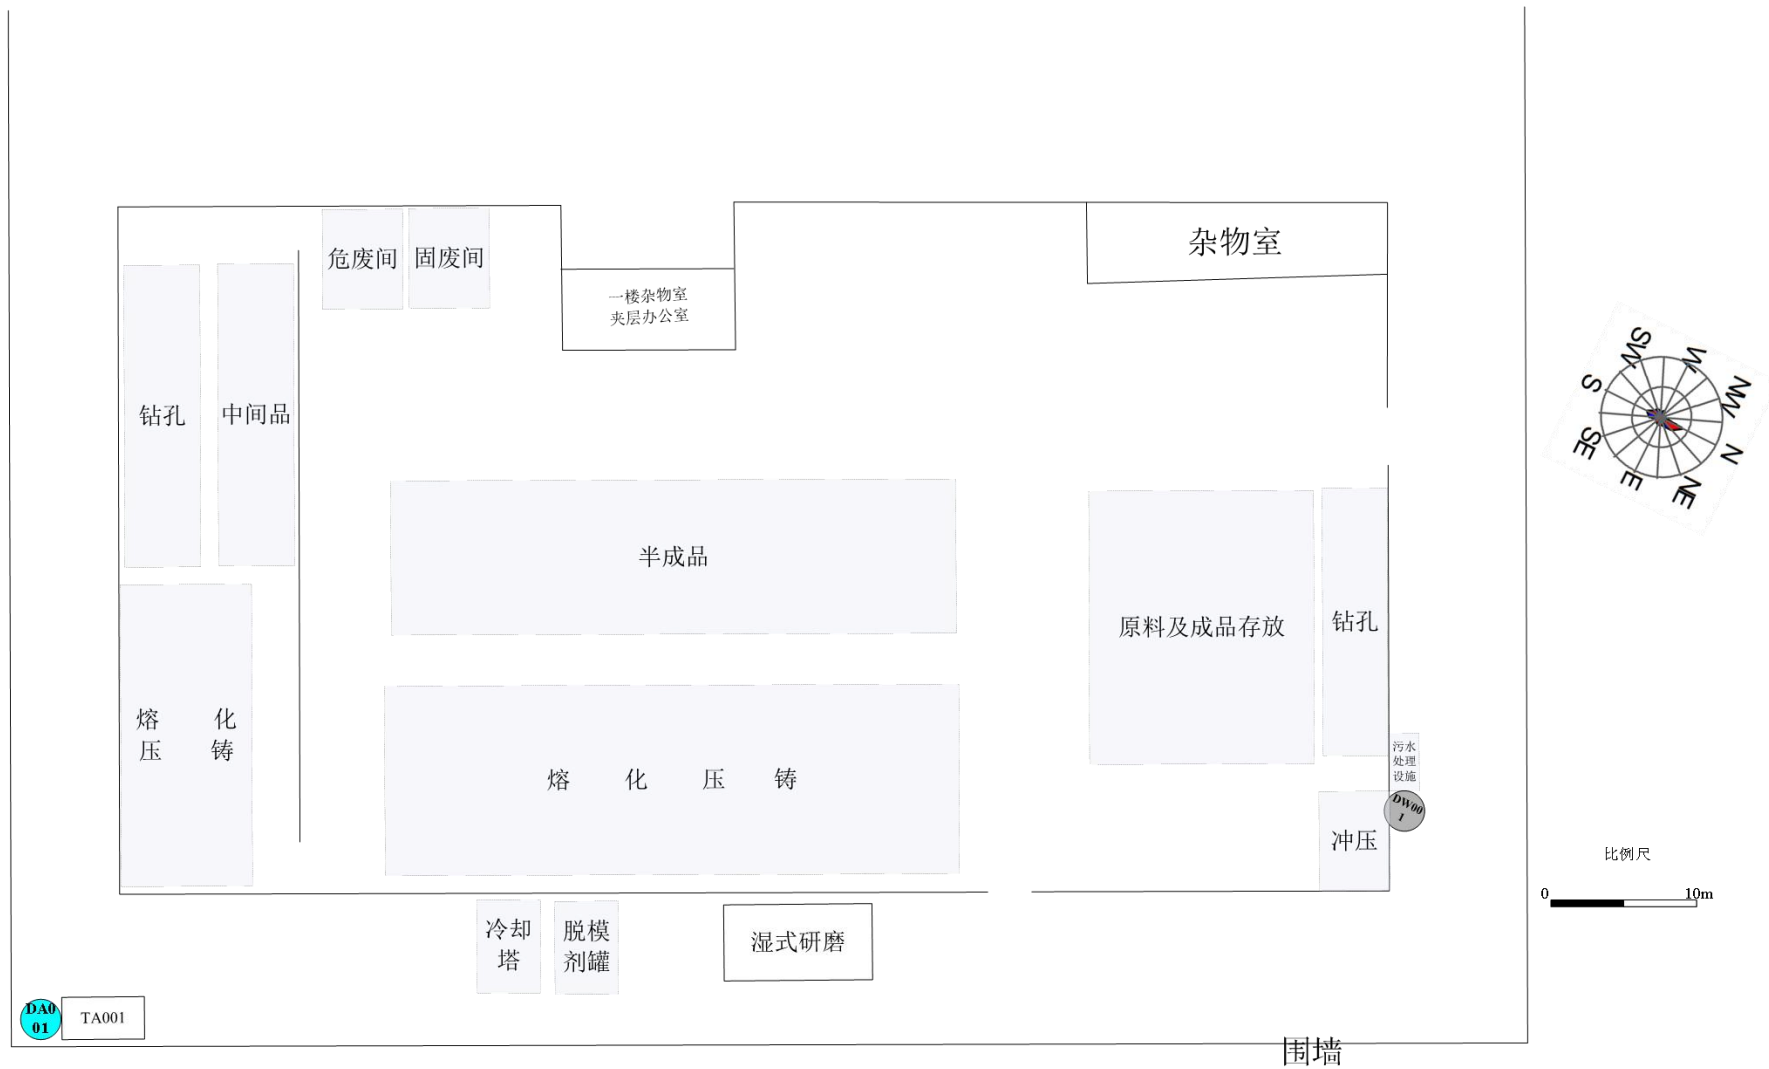 危废间
固废间
杂物室
一楼杂物室
夹层办公室
钻孔
中间品
半成品
原料及成品存放
钻孔
熔 化
压 铸
熔 化 压 铸
污水
处理
设施
DW00
1
冲压
冷却
塔
脱模
剂罐
湿式研磨
DA0
01
TA001
围墙
SW
W
NW
S
N
SE
E
NE
比例尺
0
10m